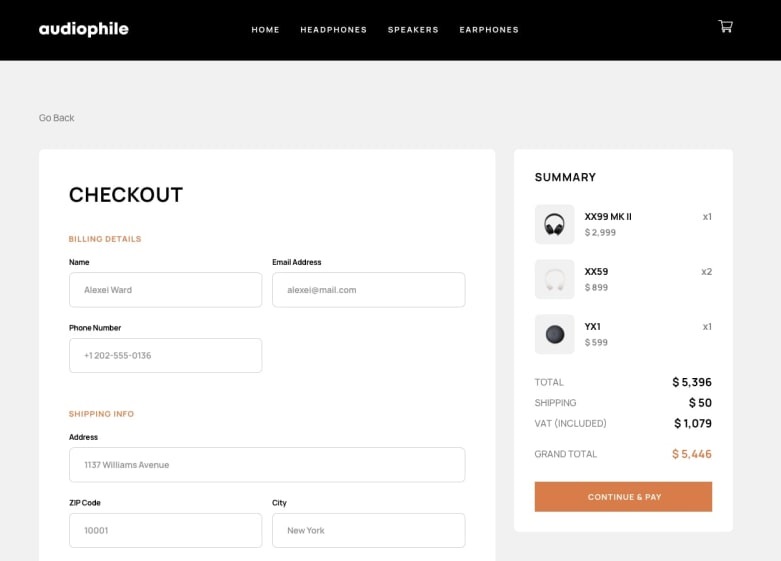 audiophile
HOME HEADPHONES SPEAKERS EARPHONES
Go Back
CHECKOUT
BILLING DETAILS
Name Email Address
Alexei Ward alexei@mail.com
Phone Number
+1 202-555-0136
SHIPPING INFO
Address
1137 Williams Avenue
ZIP Code City
10001 New York
SUMMARY
XX99 MK II x1
$ 2,999
XX59 x2
$ 899
YX1 x1
$ 599
TOTAL $ 5,396
SHIPPING $ 50
VAT (INCLUDED) $ 1,079
GRAND TOTAL $ 5,446
CONTINUE & PAY